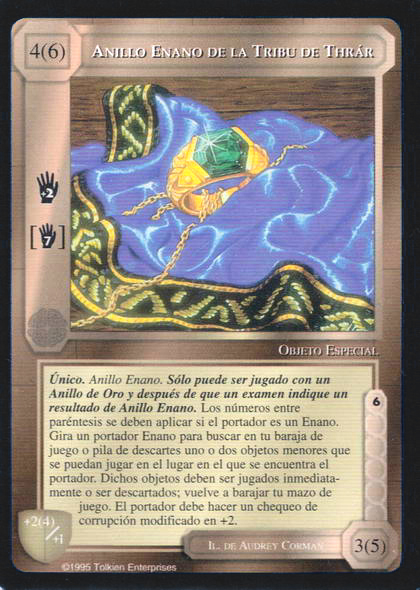 4(6)
Anillo Enano de la Tribu de Thrár
+2
[7]
Objeto Especial
Único. Anillo Enano. Sólo puede ser jugado con un
Anillo de Oro y después de que un examen indique un
resultado de Anillo Enano. Los números entre
paréntesis se deben aplicar si el portador es un Enano.
Gira un portador Enano para buscar en tu baraja de
juego o pila de descartes uno o dos objetos menores que
se puedan jugar en el lugar en el que se encuentra el
portador. Dichos objetos deben ser jugados inmediata-
mente o ser descartados; vuelve a barajar tu mazo de
juego. El portador debe hacer un chequeo de
corrupción modificado en +2.
6
+2(4)
/+1
Il. de Audrey Corman
3(5)
©1995 Tolkien Enterprises